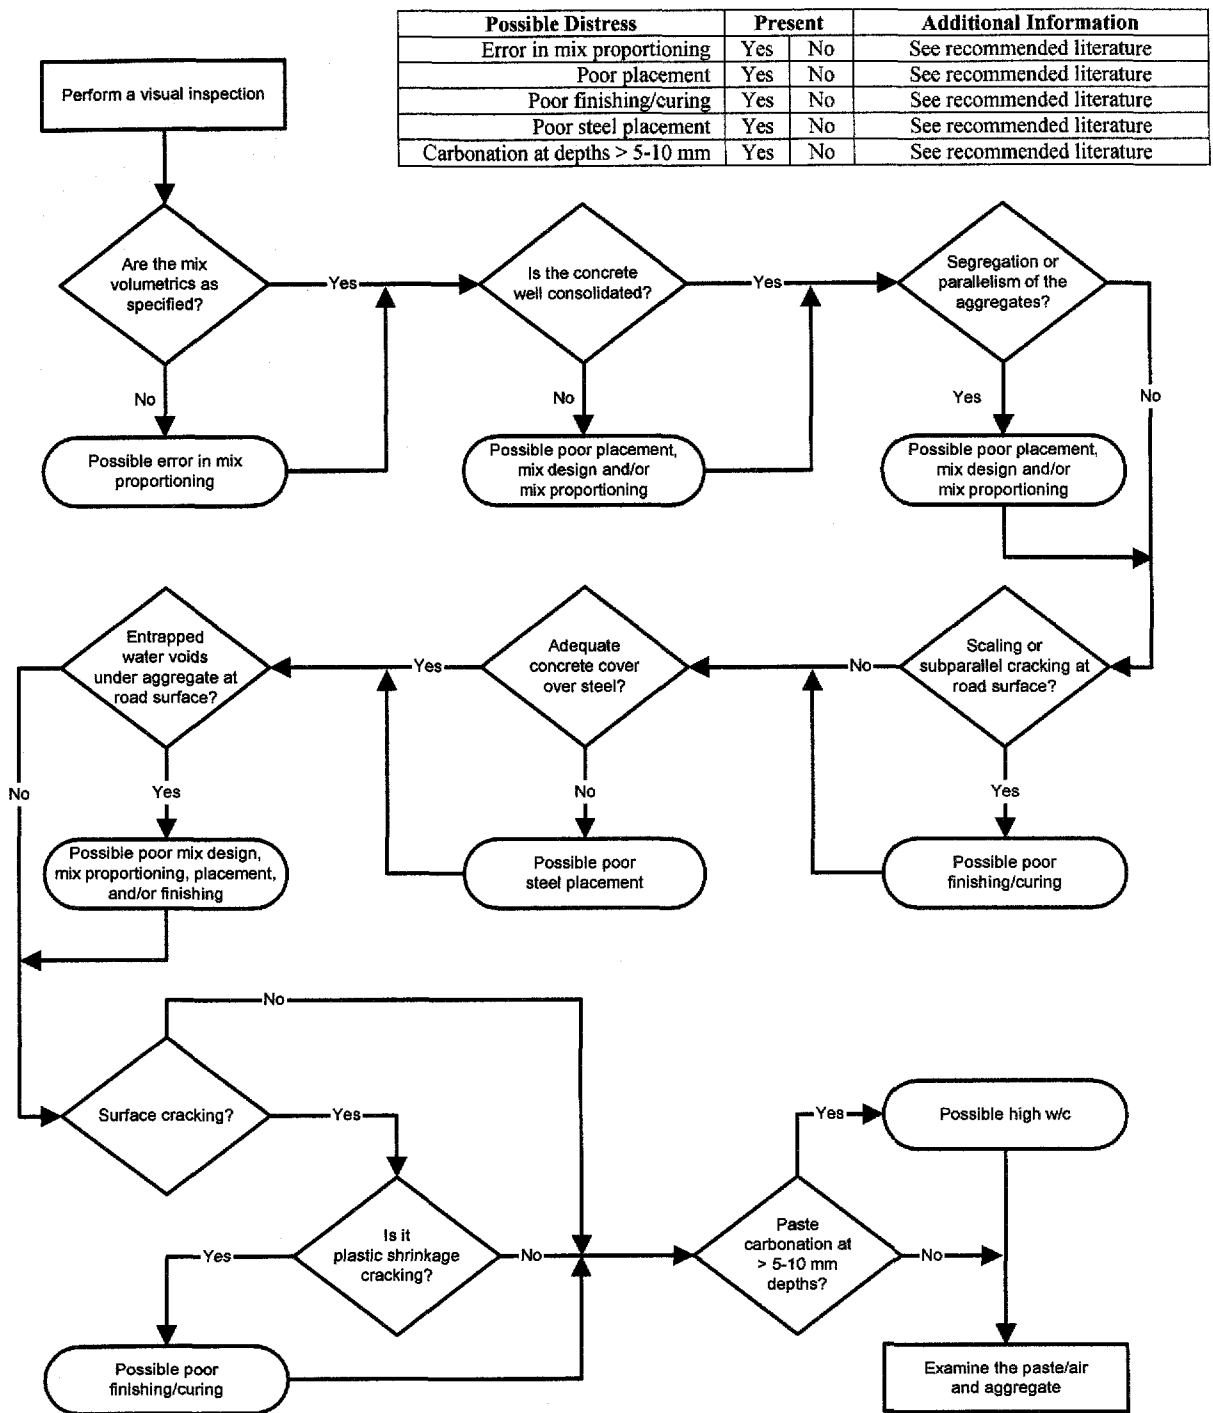 Possible Distress Present Additional Information
Error in mix proportioning Yes No See recommended literature
Poor placement Yes No See recommended literature
Poor finishing/curing Yes No See recommended literature
Poor steel placement Yes No See recommended literature
Carbonation at depths > 5-10 mm Yes No See recommended literature
Perform a visual inspection
Are the mix
volumetrics as
specified?
Yes
No
Possible error in mix
proportioning
Is the concrete
well consolidated?
Yes
No
Possible poor placement,
mix design and/or
mix proportioning
Segregation or
parallelism of the
aggregates?
Yes
No
Possible poor placement,
mix design and/or
mix proportioning
Scaling or
subparallel cracking at
road surface?
No
Yes
Possible poor
finishing/curing
Adequate
concrete cover
over steel?
Yes
No
Possible poor
steel placement
Entrapped
water voids
under aggregate at
road surface?
No
Yes
Possible poor mix design,
mix proportioning, placement,
and/or finishing
Surface cracking?
No
Yes
Is it
plastic shrinkage
cracking?
Yes
No
Possible poor
finishing/curing
Paste
carbonation at
> 5-10 mm
depths?
Yes
No
Possible high w/c
Examine the paste/air
and aggregate